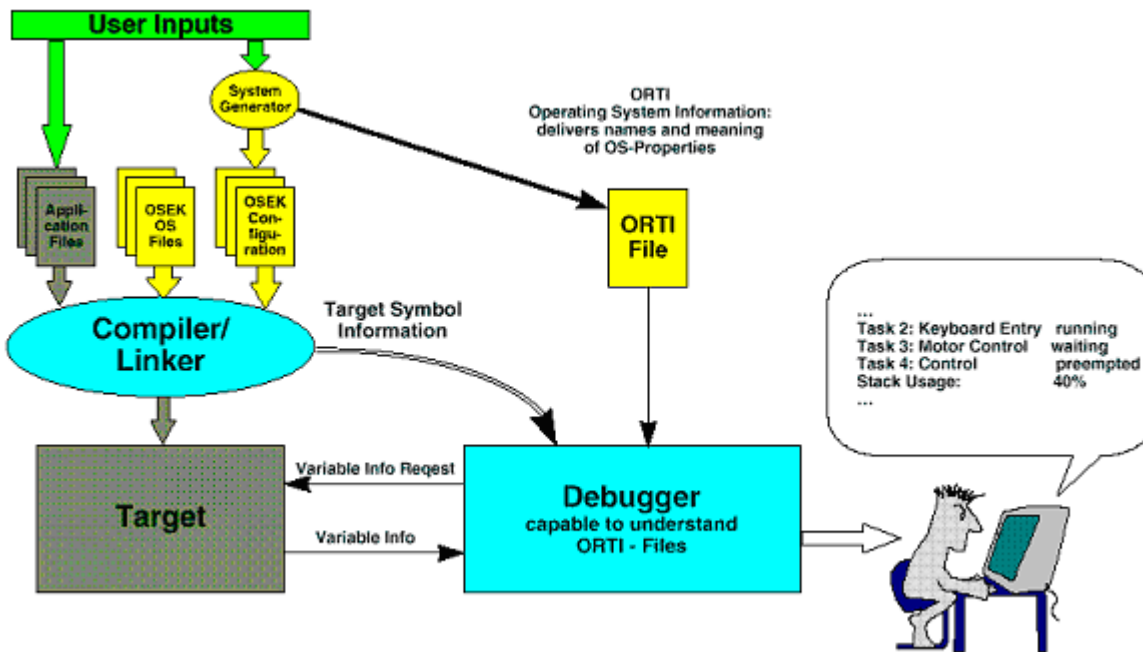 User Inputs
System
Generator
ORTI
Operating System Information:
delivers names and meaning
of OS-Properties
Appli-
cation
Files
OSEK
OS
Files
OSEK
Con-
figu-
ration
ORTI
File
Target Symbol
Information
Compiler/
Linker
...
Task 2: Keyboard Entry running
Task 3: Motor Control waiting
Task 4: Control preempted
Stack Usage: 40%
...
Target
Variable Info Reqest
Variable Info
Debugger
capable to understand
ORTI - Files